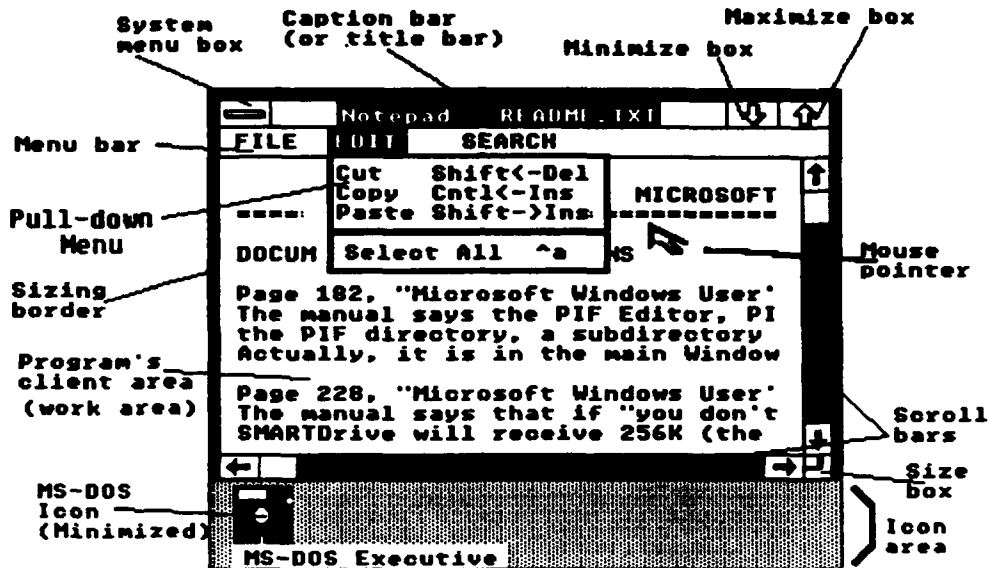 System
menu box
Caption bar
(or title bar)
Minimize box
Maximize box
Notepad README.TXT
Menu bar
FILE EDIT SEARCH
Cut Shift<-Del
Copy Cntl<-Ins
Paste Shift->Ins
Select All ^a
MICROSOFT
====: ===========
DOCUM NS
Pull-down
Menu
Mouse
pointer
Sizing
border
Page 182, "Microsoft Windows User'
The manual says the PIF Editor, PI
the PIF directory, a subdirectory
Actually, it is in the main Window
Program's
client area
(work area)
Page 228, "Microsoft Windows User'
The manual says that if "you don't
SMARTDrive will receive 256K (the
Scroll
bars
Size
box
MS-DOS
Icon
(Minimized)
Icon
area
MS-DOS Executive